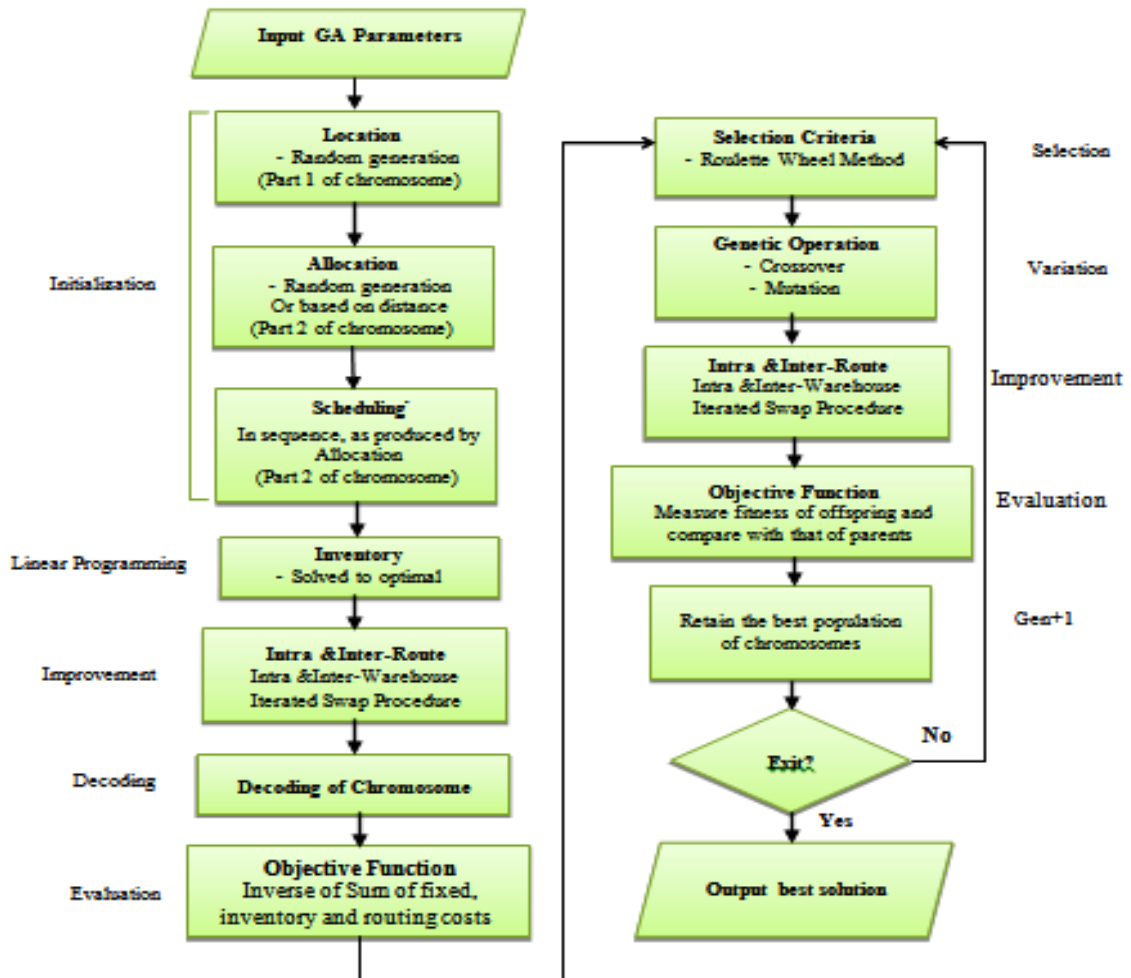 Input GA Parameters
Location
- Random generation
(Part 1 of chromosome)
Allocation
- Random generation
Or based on distance
(Part 2 of chromosome)
Scheduling
In sequence, as produced by
Allocation
(Part 2 of chromosome)
Initialization
Inventory
- Solved to optimal
Linear Programming
Intra &Inter-Route
Intra &Inter-Warehouse
Iterated Swap Procedure
Improvement
Decoding of Chromosome
Decoding
Objective Function
Inverse of Sum of fixed,
inventory and routing costs
Evaluation
Selection Criteria
- Roulette Wheel Method
Selection
Genetic Operation
- Crossover
- Mutation
Variation
Intra &Inter-Route
Intra &Inter-Warehouse
Iterated Swap Procedure
Improvement
Objective Function
Measure fitness of offspring and
compare with that of parents
Evaluation
Retain the best population
of chromosomes
Gen+1
Exit?
No
Yes
Output best solution